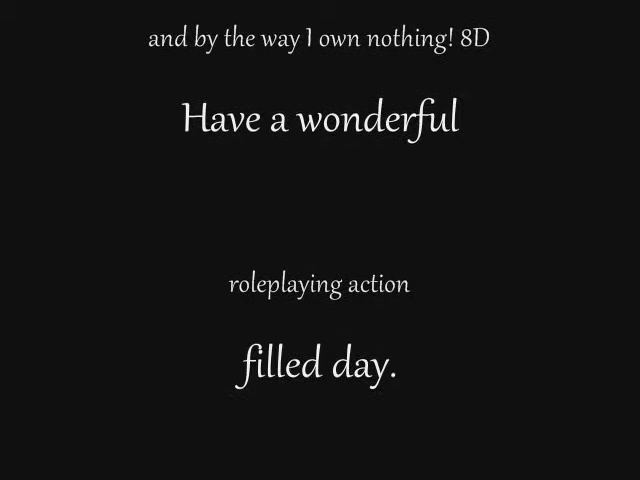 and by the way I own nothing! 8D
Have a wonderful
roleplaying action
filled day.